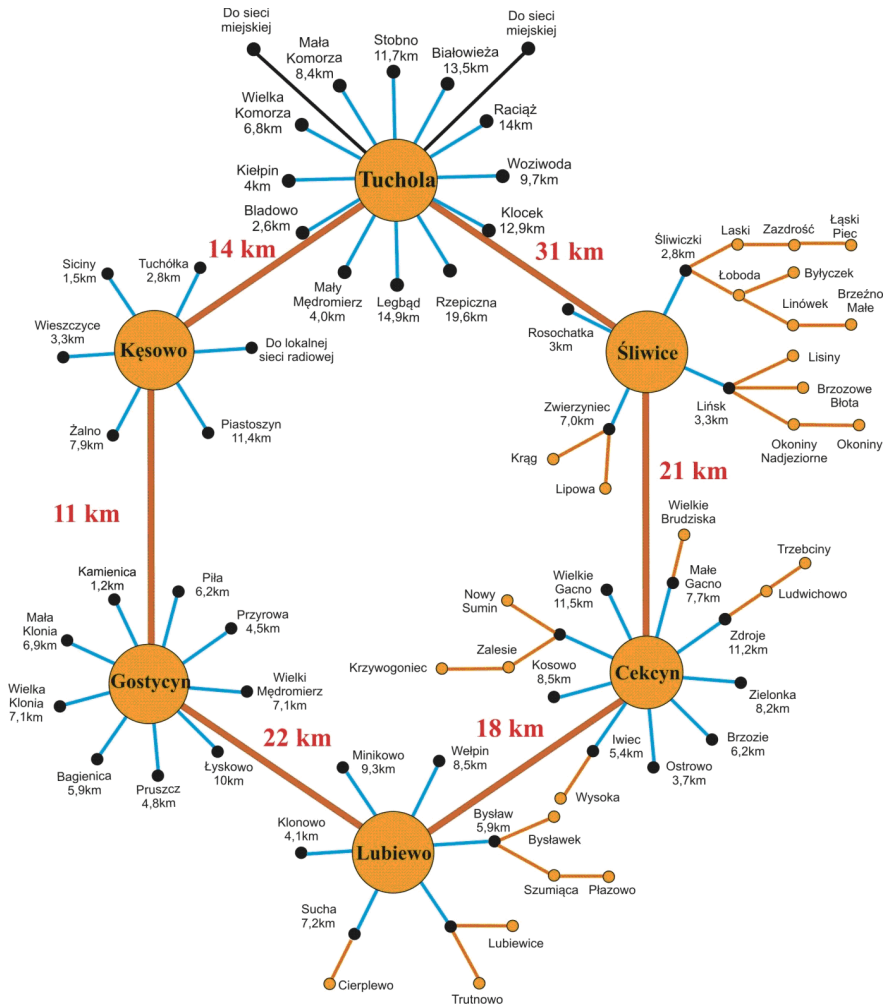 Do sieci
miejskiej
Do sieci
miejskiej
Mała
Komorza
8,4km
Stobno
11,7km
Białowieża
13,5km
Wielka
Komorza
6,8km
Raciąż
14km
Kiełpin
4km
Tuchola
Woziwoda
9,7km
Bladowo
2,6km
Klocek
12,9km
14 km
31 km
Mały
Mędromierz
4,0km
Legbąd
14,9km
Rzepiczna
19,6km
Siciny
1,5km
Tuchółka
2,8km
Wieszczyce
3,3km
Kęsowo
Do lokalnej
sieci radiowej
Żalno
7,9km
Piastoszyn
11,4km
Śliwiczki
2,8km
Laski
Zazdrość
Łąski
Piec
Łoboda
Byłyczek
Linówek
Brzeźno
Małe
Rosochatka
3km
Śliwice
Lisiny
Brzozowe
Błota
Lińsk
3,3km
Okoniny
Nadjeziorne
Okoniny
Zwierzyniec
7,0km
Krąg
Lipowa
11 km
21 km
Kamienica
1,2km
Piła
6,2km
Mała
Klonia
6,9km
Przyrowa
4,5km
Gostycyn
Wielki
Mędromierz
7,1km
Wielka
Klonia
7,1km
Bagienica
5,9km
Pruszcz
4,8km
Łyskowo
10km
Wielkie
Brudziska
Wielkie
Gacno
11,5km
Małe
Gacno
7,7km
Trzebciny
Ludwichowo
Zdroje
11,2km
Nowy
Sumin
Zalesie
Krzywogoniec
Kosowo
8,5km
Cekcyn
Zielonka
8,2km
Brzozie
6,2km
Iwiec
5,4km
Ostrowo
3,7km
Wysoka
22 km
18 km
Minikowo
9,3km
Wełpin
8,5km
Klonowo
4,1km
Lubiewo
Bysław
5,9km
Bysławek
Szumiąca
Płazowo
Sucha
7,2km
Cierplewo
Lubiewice
Trutnowo